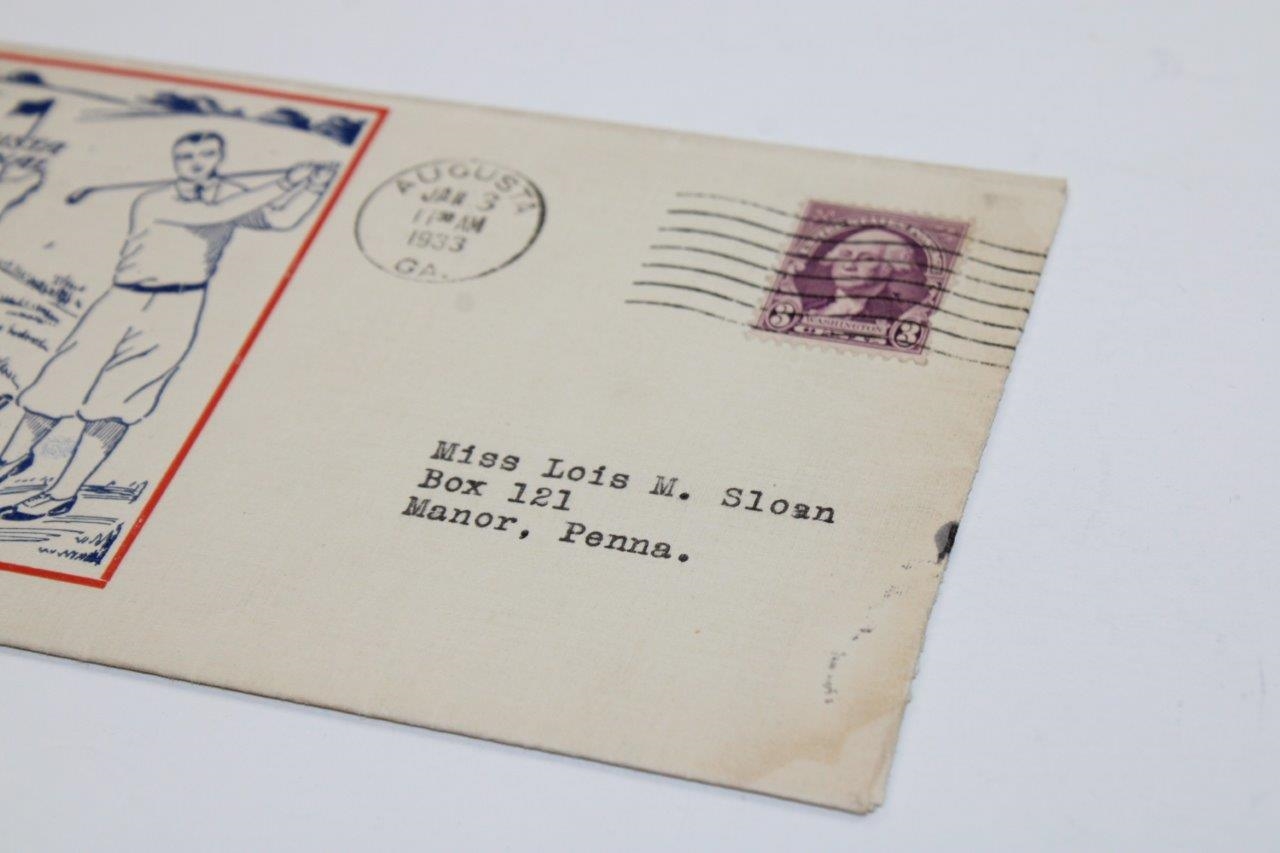 AUGUSTA
JAN 3
11 AM
1933
GA.
3 WASHINGTON 3
Miss Lois M. Sloan
Box 121
Manor, Penna.